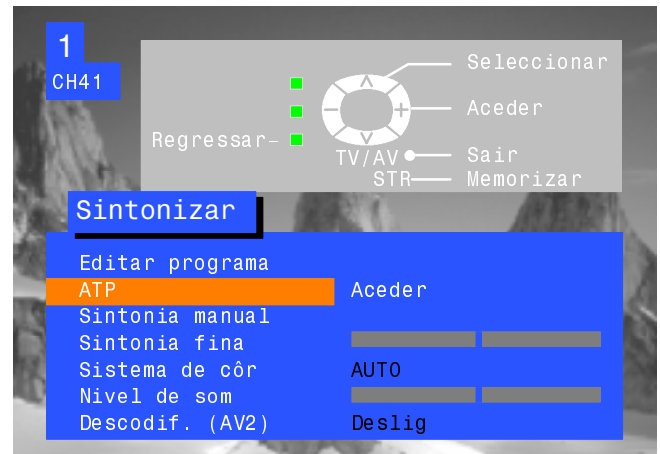 1
CH41
Seleccionar
Aceder
Regressar
TV/AV Sair
STR Memorizar
Sintonizar
Editar programa
ATP Aceder
Sintonia manual
Sintonia fina
Sistema de côr AUTO
Nivel de som
Descodif. (AV2) Deslig